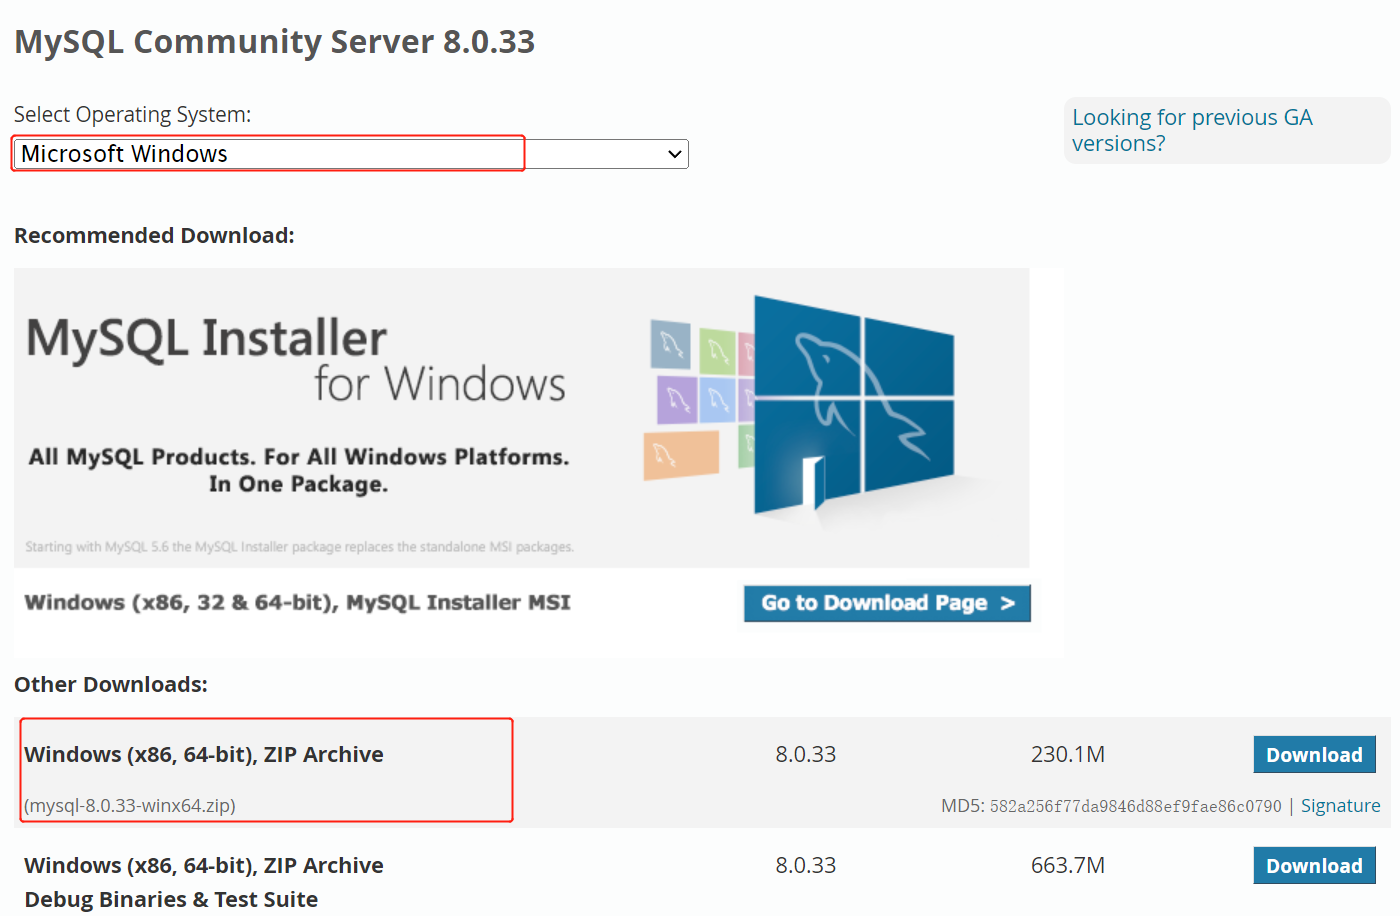 MySQL Community Server 8.0.33
Select Operating System:
Looking for previous GA
versions?
Microsoft Windows
Recommended Download:
MySQL Installer
for Windows
All MySQL Products. For All Windows Platforms.
In One Package.
Starting with MySQL 5.6 the MySQL Installer package replaces the standalone MSI packages.
Windows (x86, 32 & 64-bit), MySQL Installer MSI
Go to Download Page >
Other Downloads:
Windows (x86, 64-bit), ZIP Archive 8.0.33 230.1M Download
(mysql-8.0.33-winx64.zip) MD5: 582a256f77da9846d88ef9fae86c0790 | Signature
Windows (x86, 64-bit), ZIP Archive 8.0.33 663.7M Download
Debug Binaries & Test Suite